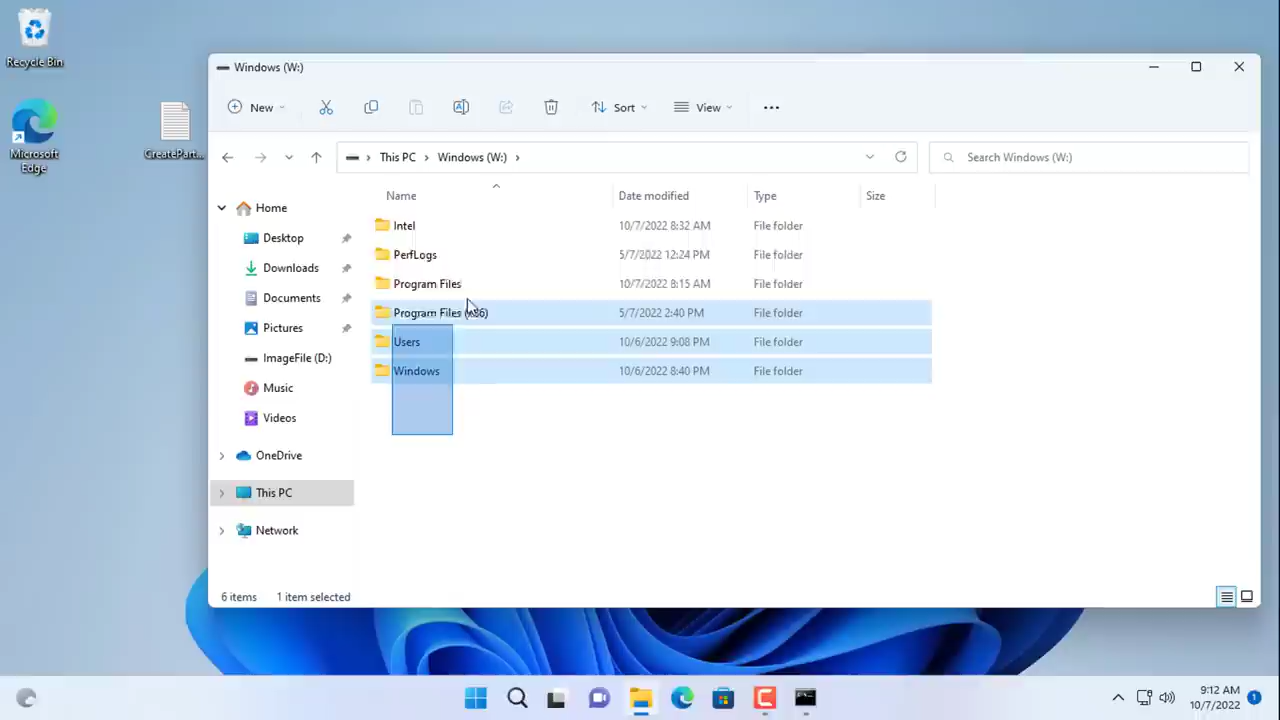 Recycle Bin
Microsoft
Edge
CreatePart...
Windows (W:)
New
Sort
View
This PC
Windows (W:)
Search Windows (W:)
Name
Date modified
Type
Size
Home
Desktop
Downloads
Documents
Pictures
ImageFile (D:)
Music
Videos
OneDrive
This PC
Network
Intel 10/7/2022 8:32 AM File folder
PerfLogs 5/7/2022 12:24 PM File folder
Program Files 10/7/2022 8:15 AM File folder
Program Files (x86) 5/7/2022 2:40 PM File folder
Users 10/6/2022 9:08 PM File folder
Windows 10/6/2022 8:40 PM File folder
6 items 1 item selected
9:12 AM
10/7/2022
1